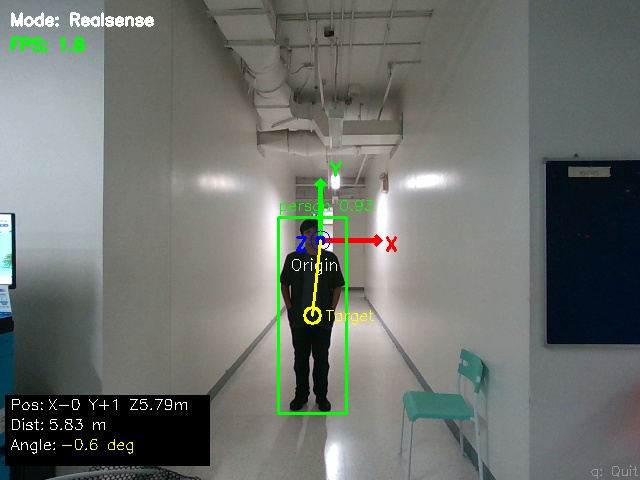 Mode: Realsense
FPS: 1.8
Y
person 0.93
Z
X
Origin
Target
Pos: X-0 Y+1 Z5.79m
Dist: 5.83 m
Angle: -0.6 deg
q: Quit